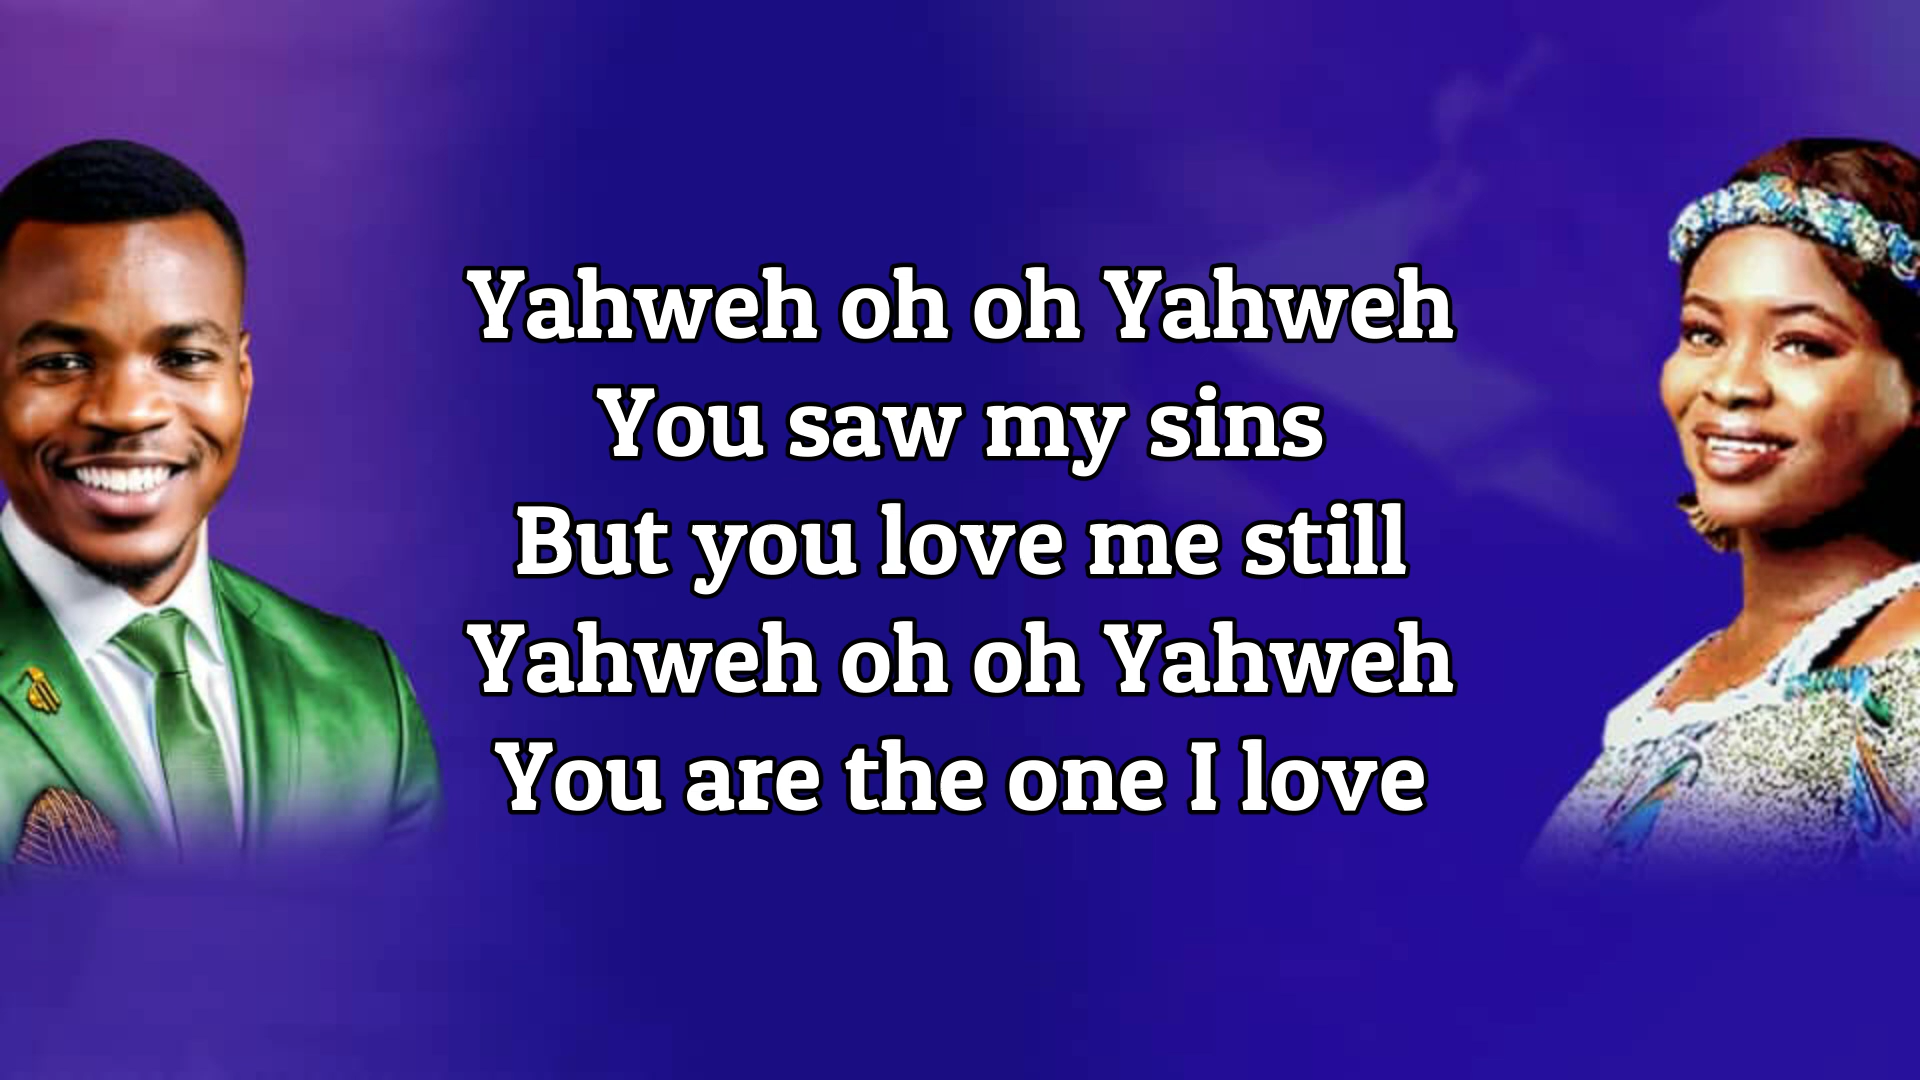 Yahweh oh oh Yahweh
You saw my sins
But you love me still
Yahweh oh oh Yahweh
You are the one I love